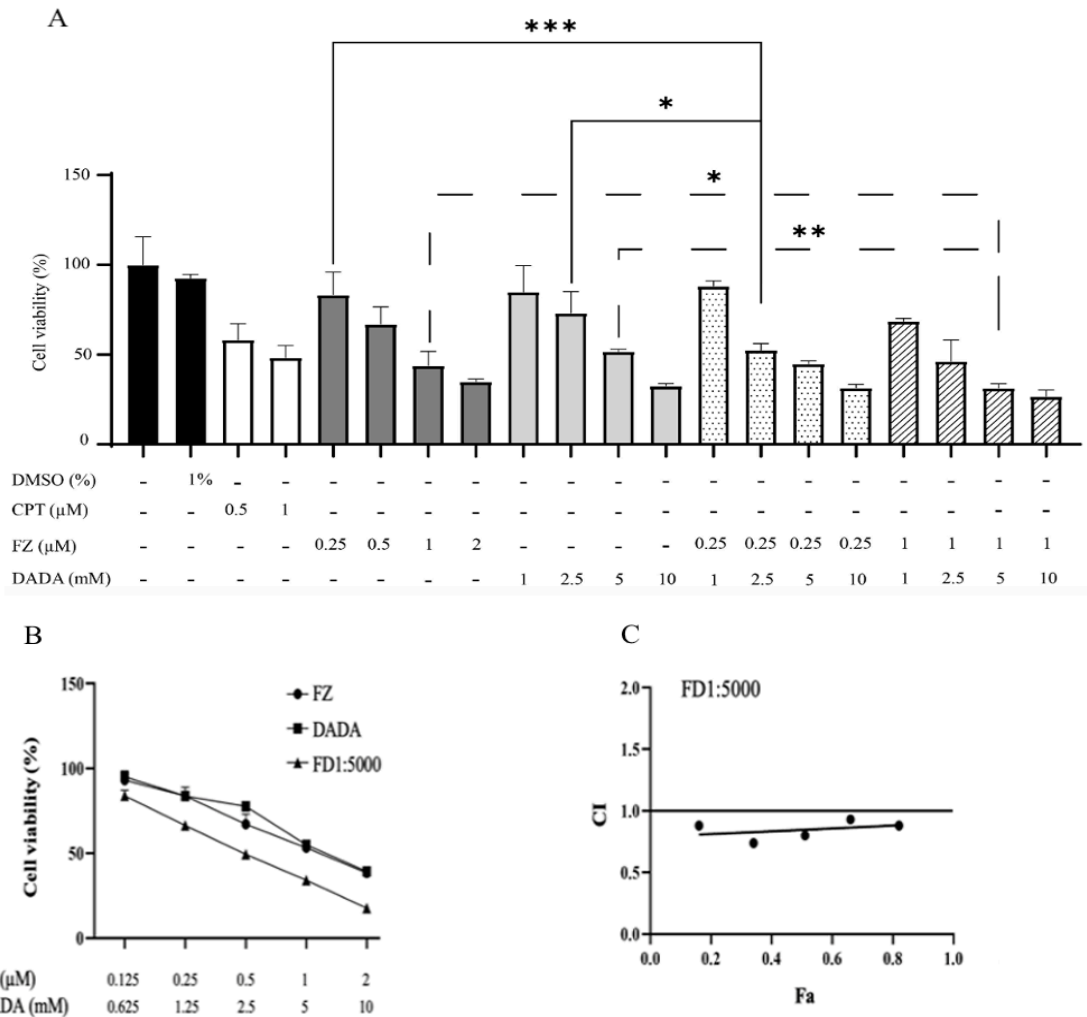 A
***
*
*
**
150
100
50
0
Cell viability (%)
DMSO (%) - 1% - - - - - - - - - - - - - - - - - -
CPT (µM) - - 0.5 1 - - - - - - - - - - - - - - - -
FZ (µM) - - - - 0.25 0.5 1 2 - - - - 0.25 0.25 0.25 0.25 1 1 1 1
DADA (mM) - - - - - - - - 1 2.5 5 10 1 2.5 5 10 1 2.5 5 10
B
150
100
50
0
Cell viability (%)
FZ
DADA
FD1:5000
(µM) 0.125 0.25 0.5 1 2
DA (mM) 0.625 1.25 2.5 5 10
C
FD1:5000
2.0
1.5
1.0
0.5
0.0
CI
0.0 0.2 0.4 0.6 0.8 1.0
Fa